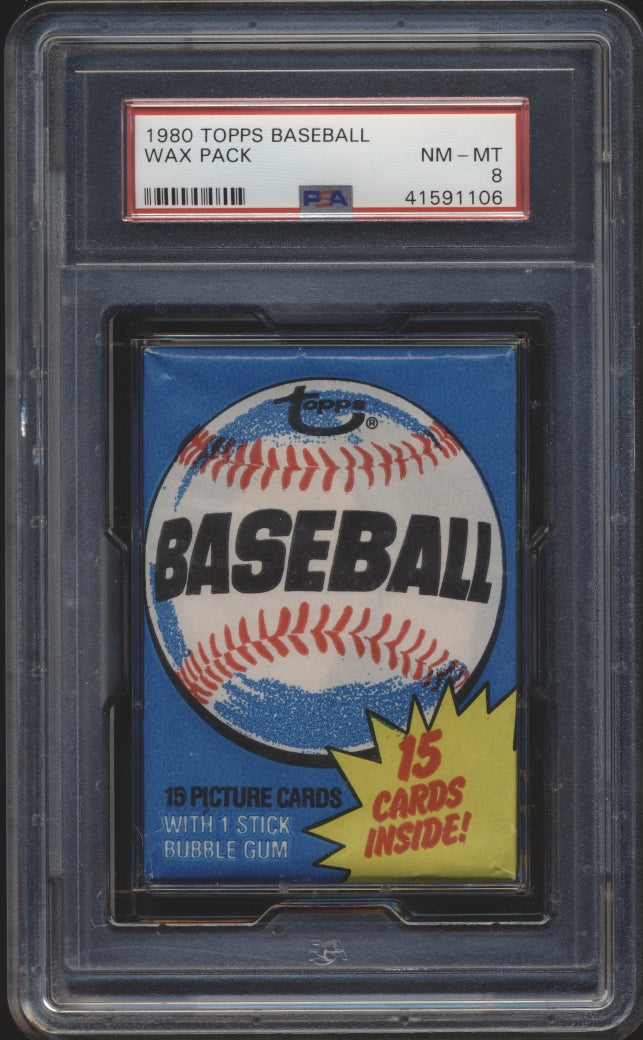 1980 TOPPS BASEBALL
WAX PACK NM - MT
8
PSA 41591106
topps®
BASEBALL
15 PICTURE CARDS
WITH 1 STICK
BUBBLE GUM
15
CARDS
INSIDE!
PSA